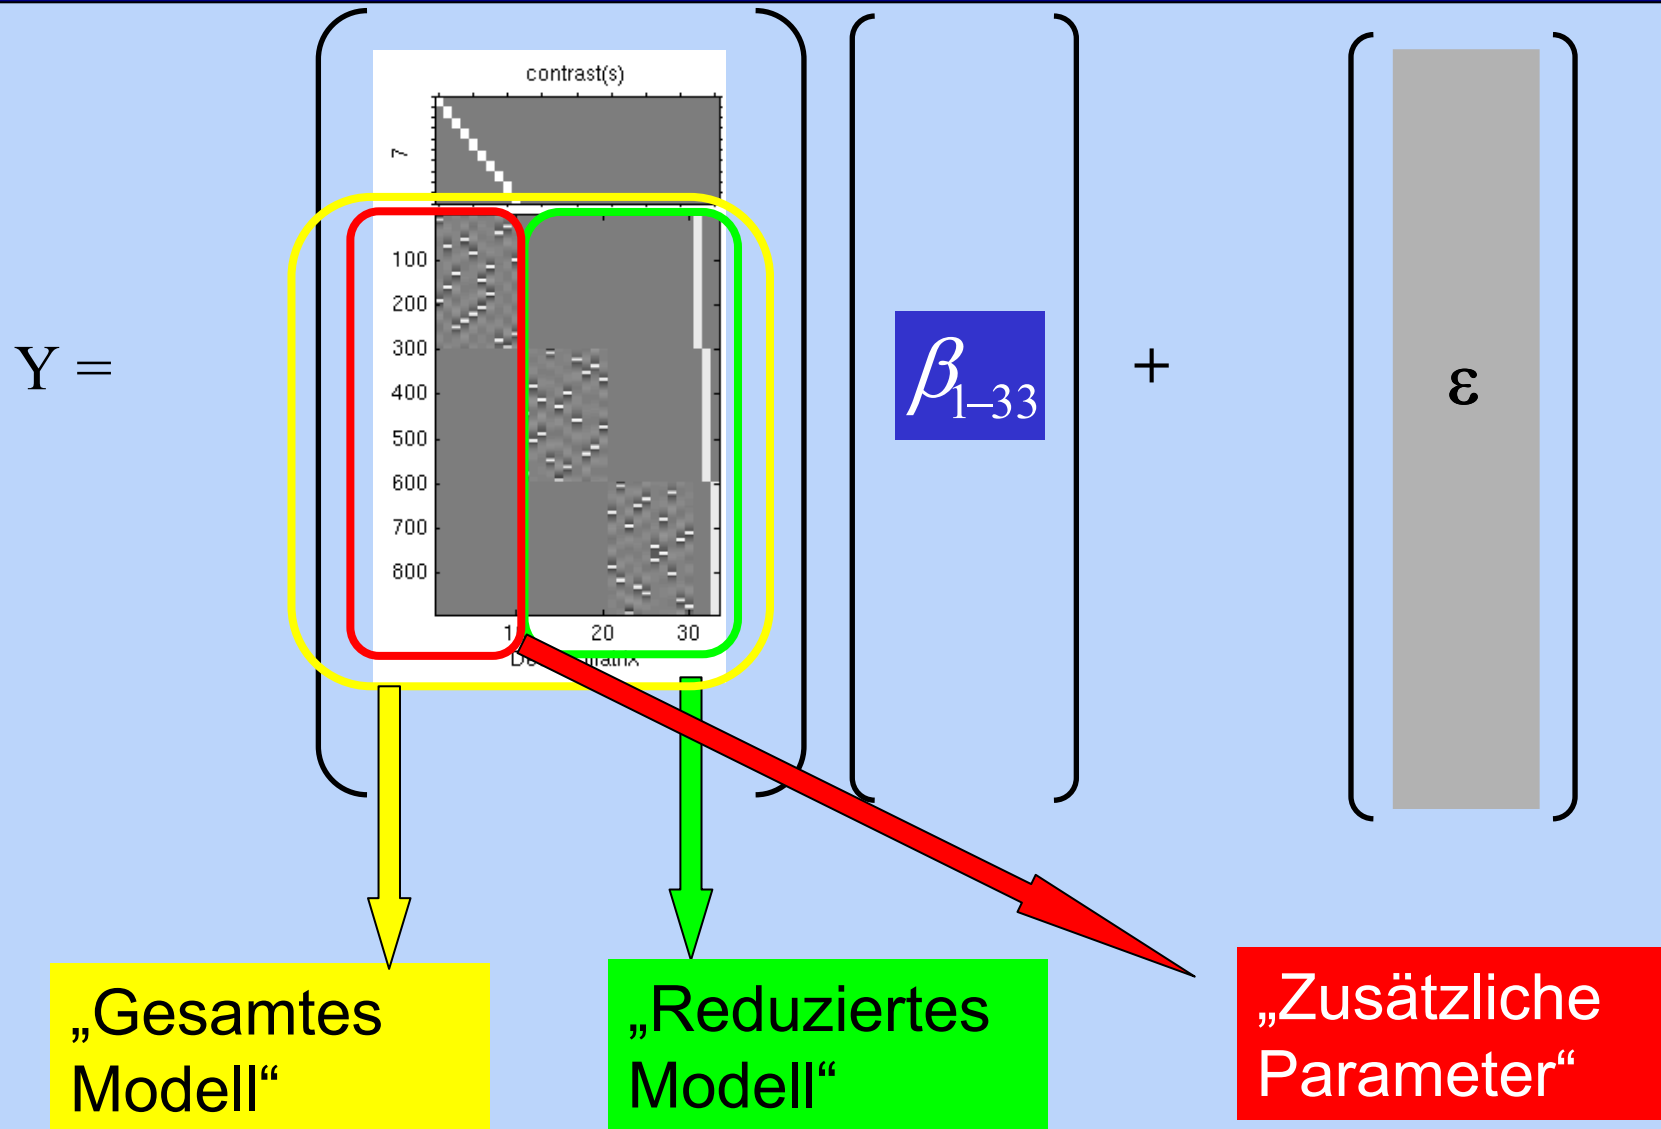 contrast(s)
7
100
200
300
400
500
600
700
800
20
30
Y =
β1–33
+
ε
„Gesamtes
Modell“
„Reduziertes
Modell“
„Zusätzliche
Parameter“